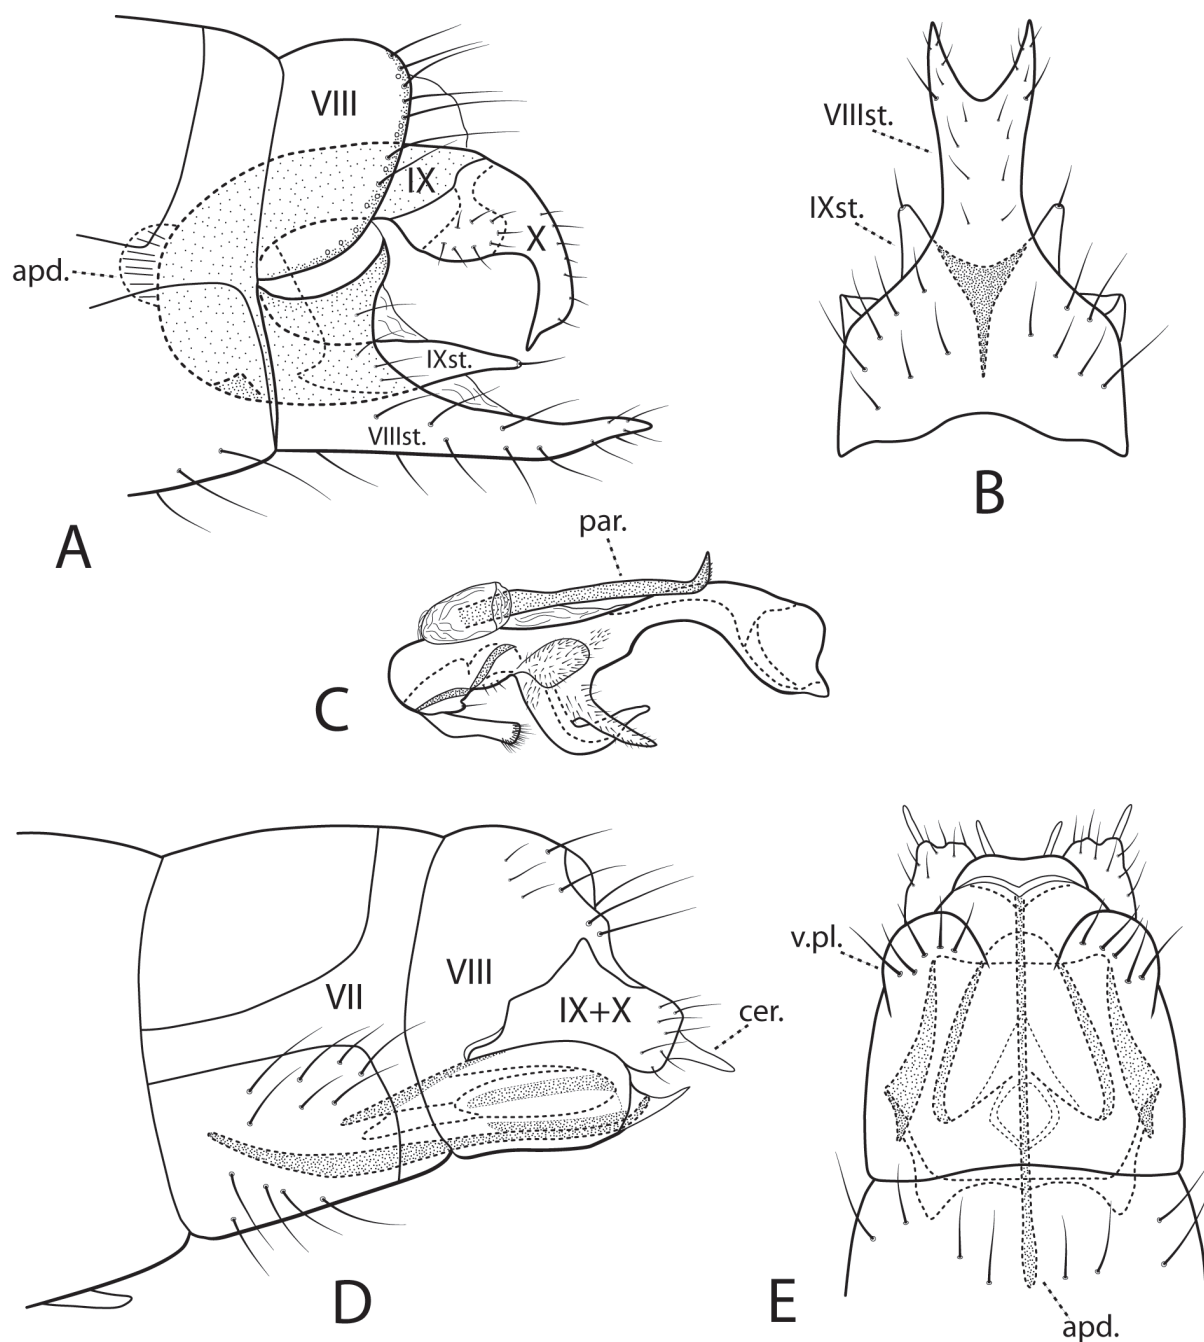 VIII
IX
X
apd.
IXst.
VIIIst.
A
VIIIst.
IXst.
B
par.
C
VII
VIII
IX+X
cer.
D
v.pl.
E
apd.